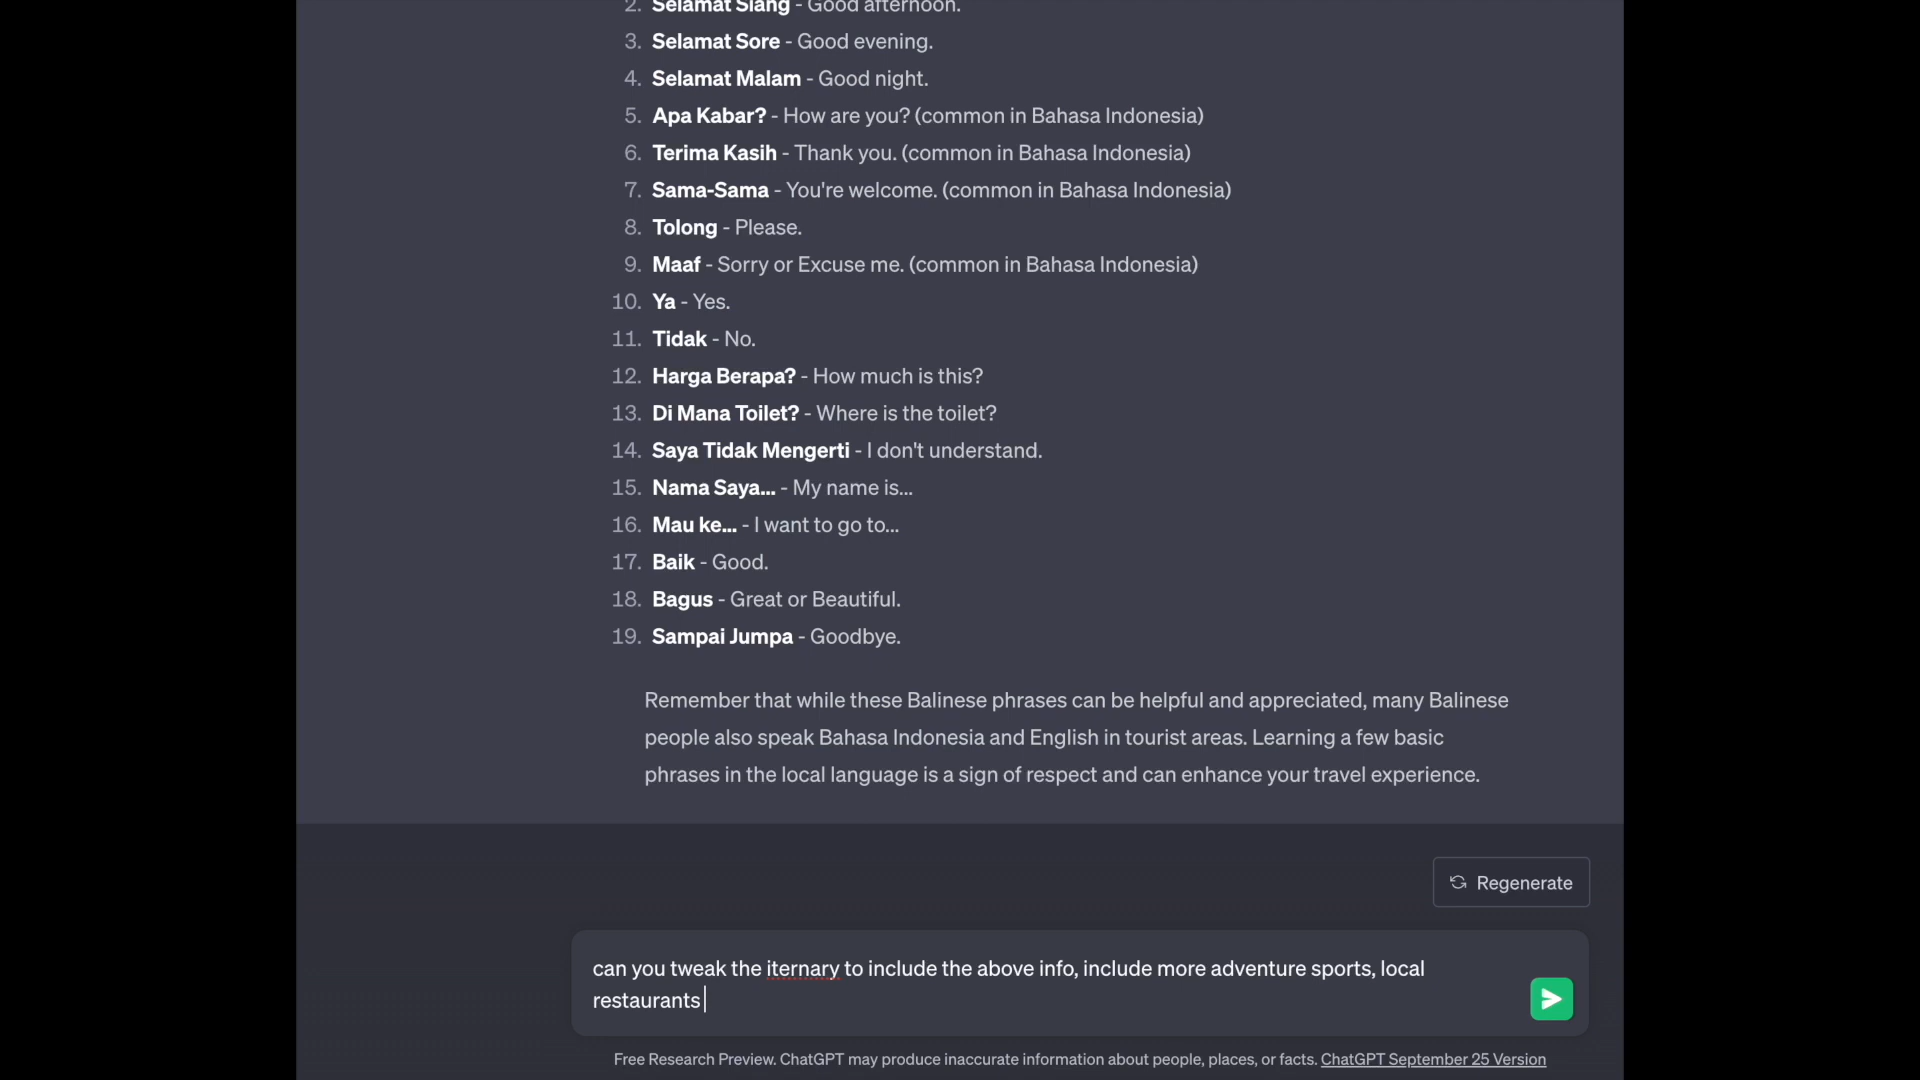 2. Selamat Siang - Good afternoon.
3. Selamat Sore - Good evening.
4. Selamat Malam - Good night.
5. Apa Kabar? - How are you? (common in Bahasa Indonesia)
6. Terima Kasih - Thank you. (common in Bahasa Indonesia)
7. Sama-Sama - You're welcome. (common in Bahasa Indonesia)
8. Tolong - Please.
9. Maaf - Sorry or Excuse me. (common in Bahasa Indonesia)
10. Ya - Yes.
11. Tidak - No.
12. Harga Berapa? - How much is this?
13. Di Mana Toilet? - Where is the toilet?
14. Saya Tidak Mengerti - I don't understand.
15. Nama Saya... - My name is...
16. Mau ke... - I want to go to...
17. Baik - Good.
18. Bagus - Great or Beautiful.
19. Sampai Jumpa - Goodbye.
Remember that while these Balinese phrases can be helpful and appreciated, many Balinese
people also speak Bahasa Indonesia and English in tourist areas. Learning a few basic
phrases in the local language is a sign of respect and can enhance your travel experience.
Regenerate
can you tweak the iternary to include the above info, include more adventure sports, local
restaurants
Free Research Preview. ChatGPT may produce inaccurate information about people, places, or facts. ChatGPT September 25 Version